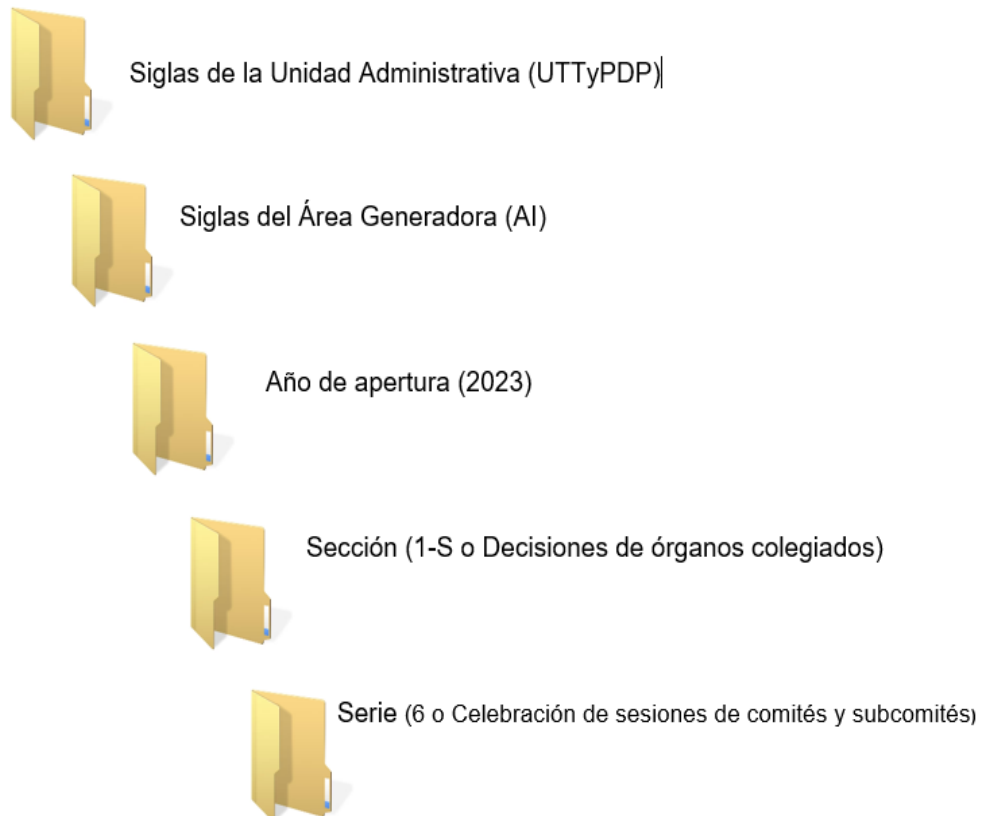 Siglas de la Unidad Administrativa (UTTyPDP)
Siglas del Área Generadora (AI)
Año de apertura (2023)
Sección (1-S o Decisiones de órganos colegiados)
Serie (6 o Celebración de sesiones de comités y subcomités)